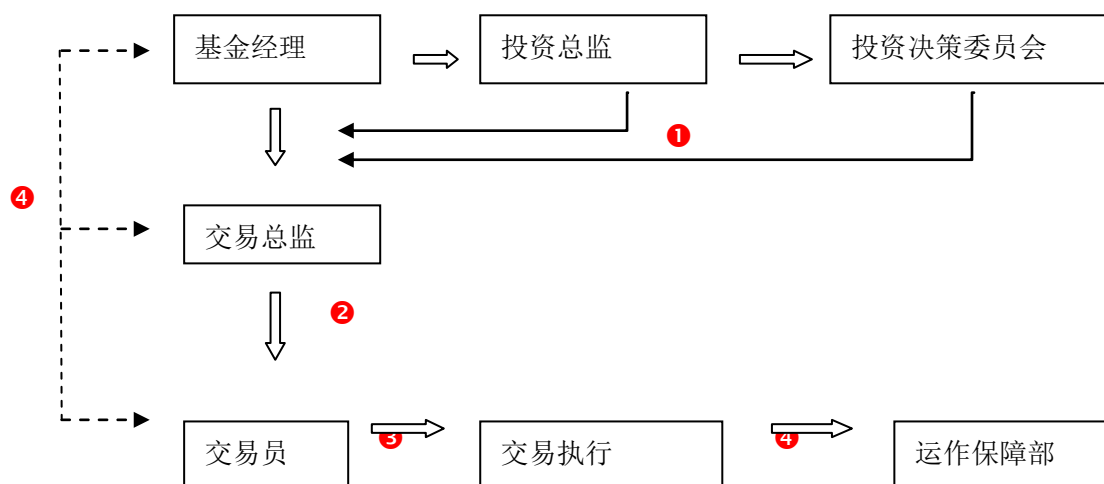 基金经理
投资总监
投资决策委员会
❶
❹
交易总监
❷
交易员
❸
交易执行
❹
运作保障部